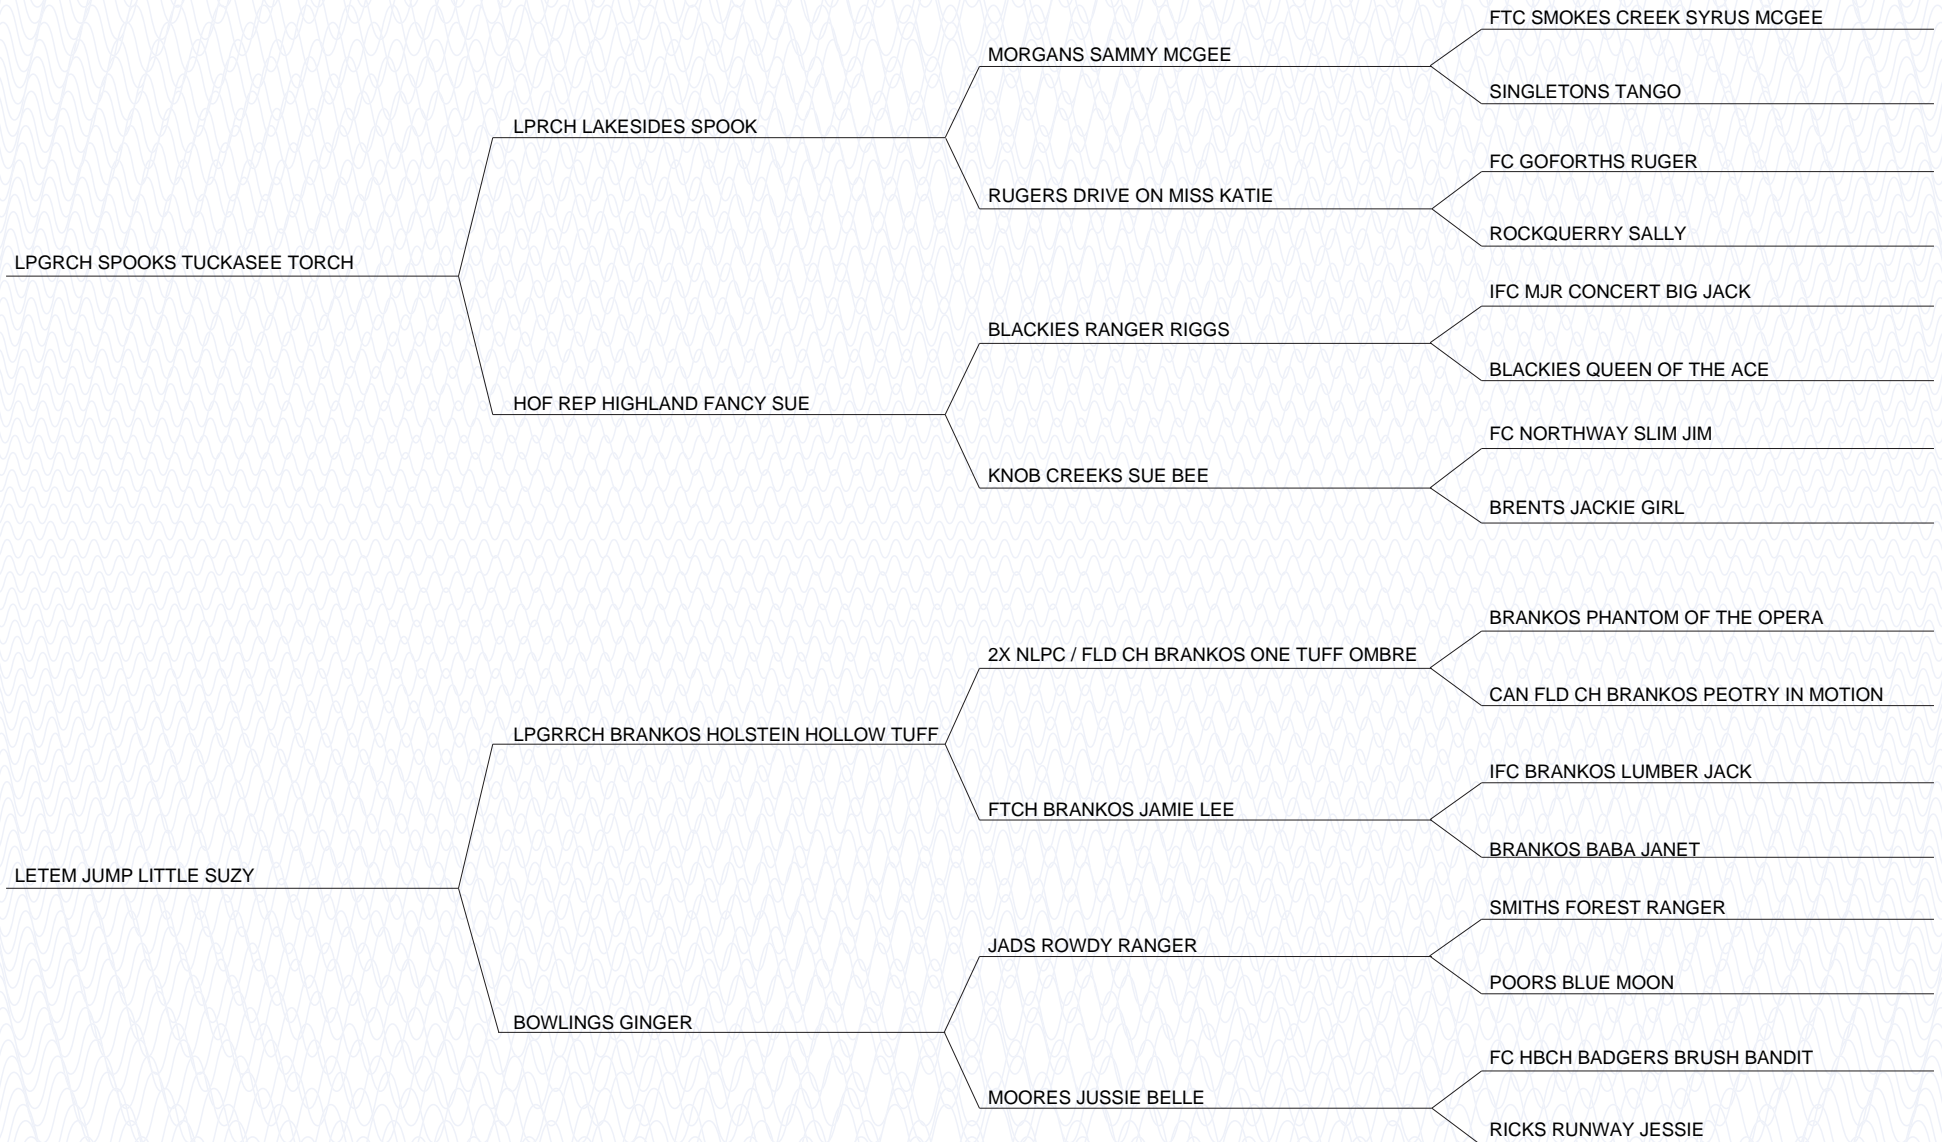 FTC SMOKES CREEK SYRUS MCGEE
MORGANS SAMMY MCGEE
SINGLETONS TANGO
LPRCH LAKESIDES SPOOK
FC GOFORTHS RUGER
RUGERS DRIVE ON MISS KATIE
ROCKQUERRY SALLY
LPGRCH SPOOKS TUCKASEE TORCH
IFC MJR CONCERT BIG JACK
BLACKIES RANGER RIGGS
BLACKIES QUEEN OF THE ACE
HOF REP HIGHLAND FANCY SUE
FC NORTHWAY SLIM JIM
KNOB CREEKS SUE BEE
BRENTS JACKIE GIRL
BRANKOS PHANTOM OF THE OPERA
2X NLPC / FLD CH BRANKOS ONE TUFF OMBRE
CAN FLD CH BRANKOS PEOTRY IN MOTION
LPGRRCH BRANKOS HOLSTEIN HOLLOW TUFF
IFC BRANKOS LUMBER JACK
FTCH BRANKOS JAMIE LEE
BRANKOS BABA JANET
LETEM JUMP LITTLE SUZY
SMITHS FOREST RANGER
JADS ROWDY RANGER
POORS BLUE MOON
BOWLINGS GINGER
FC HBCH BADGERS BRUSH BANDIT
MOORES JUSSIE BELLE
RICKS RUNWAY JESSIE